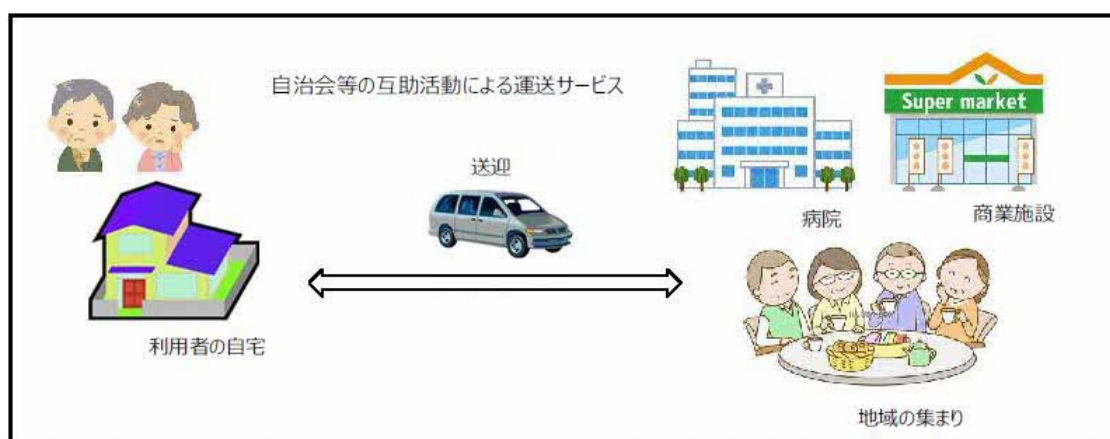 自治会等の互助活動による運送サービス
Super market
送迎
病院
商業施設
利用者の自宅
地域の集まり